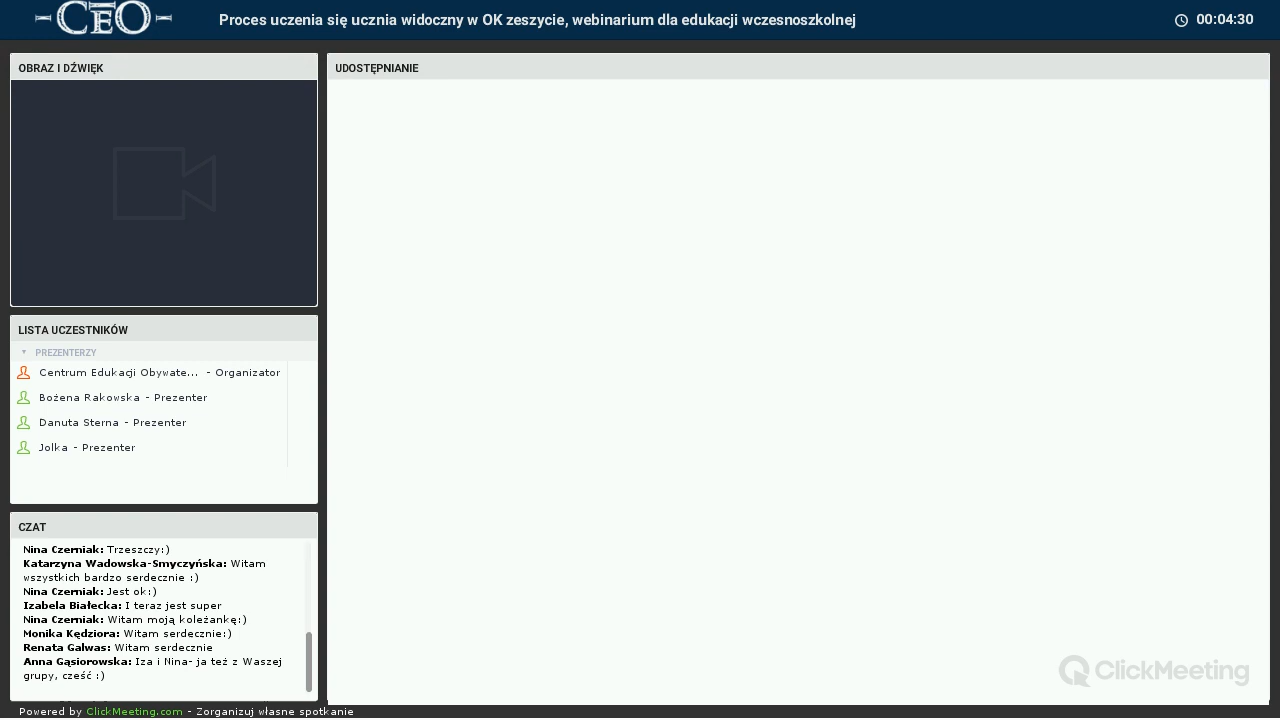 CEO
Proces uczenia się ucznia widoczny w OK zeszycie, webinarium dla edukacji wczesnoszkolnej
00:04:30
OBRAZ I DŹWIĘK
UDOSTĘPNIANIE
LISTA UCZESTNIKÓW
PREZENTERZY
Centrum Edukacji Obywate... - Organizator
Bożena Rakowska - Prezenter
Danuta Sterna - Prezenter
Jolka - Prezenter
CZAT
Nina Czerniak: Trzeszczy:)
Katarzyna Wadowska-Smyczyńska: Witam
wszystkich bardzo serdecznie :)
Nina Czerniak: Jest ok:)
Izabela Białecka: I teraz jest super
Nina Czerniak: Witam moją koleżankę:)
Monika Kędziora: Witam serdecznie:)
Renata Galwas: Witam serdecznie
Anna Gąsiorowska: Iza i Nina- ja też z Waszej
grupy, cześć :)
ClickMeeting
Powered by ClickMeeting.com - Zorganizuj własne spotkanie